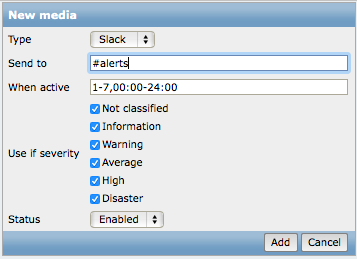 New media
Type Slack
Send to #alerts
When active 1-7,00:00-24:00
Not classified
Information
Use if severity Warning
Average
High
Disaster
Status Enabled
Add Cancel